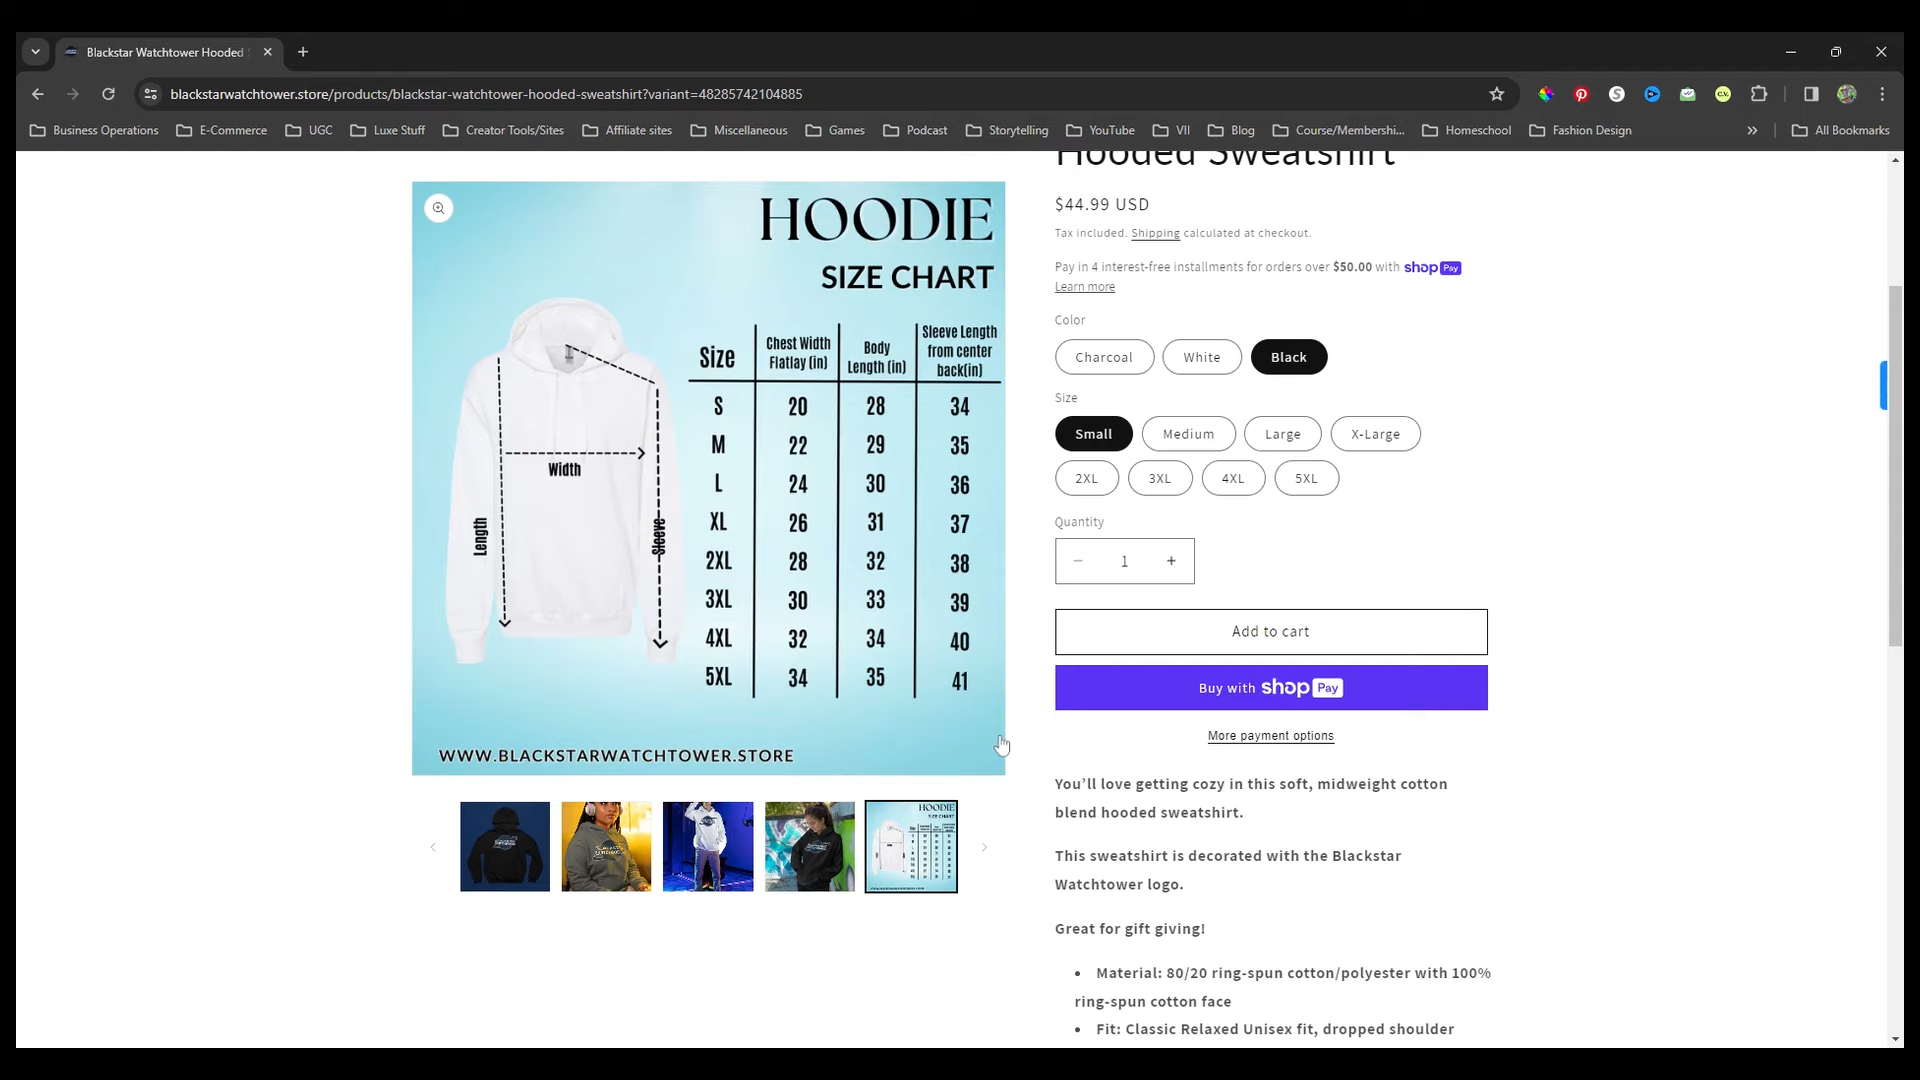 Blackstar Watchtower Hooded
blackstarwatchtower.store/products/blackstar-watchtower-hooded-sweatshirt?variant=48285742104885
Business Operations
E-Commerce
UGC
Luxe Stuff
Creator Tools/Sites
Affiliate sites
Miscellaneous
Games
Podcast
Storytelling
YouTube
VII
Blog
Course/Membershi...
Homeschool
Fashion Design
All Bookmarks
HOODIE
SIZE CHART
Size | Chest Width Flatlay (in) | Body Length (in) | Sleeve Length from center back(in)
S 20 28 34
M 22 29 35
L 24 30 36
XL 26 31 37
2XL 28 32 38
3XL 30 33 39
4XL 32 34 40
5XL 34 35 41
Width
Length
Sleeve
WWW.BLACKSTARWATCHTOWER.STORE
Hooded Sweatshirt
$44.99 USD
Tax included. Shipping calculated at checkout.
Pay in 4 interest-free installments for orders over $50.00 with shop Pay
Learn more
Color
Charcoal
White
Black
Size
Small
Medium
Large
X-Large
2XL
3XL
4XL
5XL
Quantity
1
Add to cart
Buy with shop Pay
More payment options
You’ll love getting cozy in this soft, midweight cotton
blend hooded sweatshirt.
This sweatshirt is decorated with the Blackstar
Watchtower logo.
Great for gift giving!
• Material: 80/20 ring-spun cotton/polyester with 100%
ring-spun cotton face
• Fit: Classic Relaxed Unisex fit, dropped shoulder